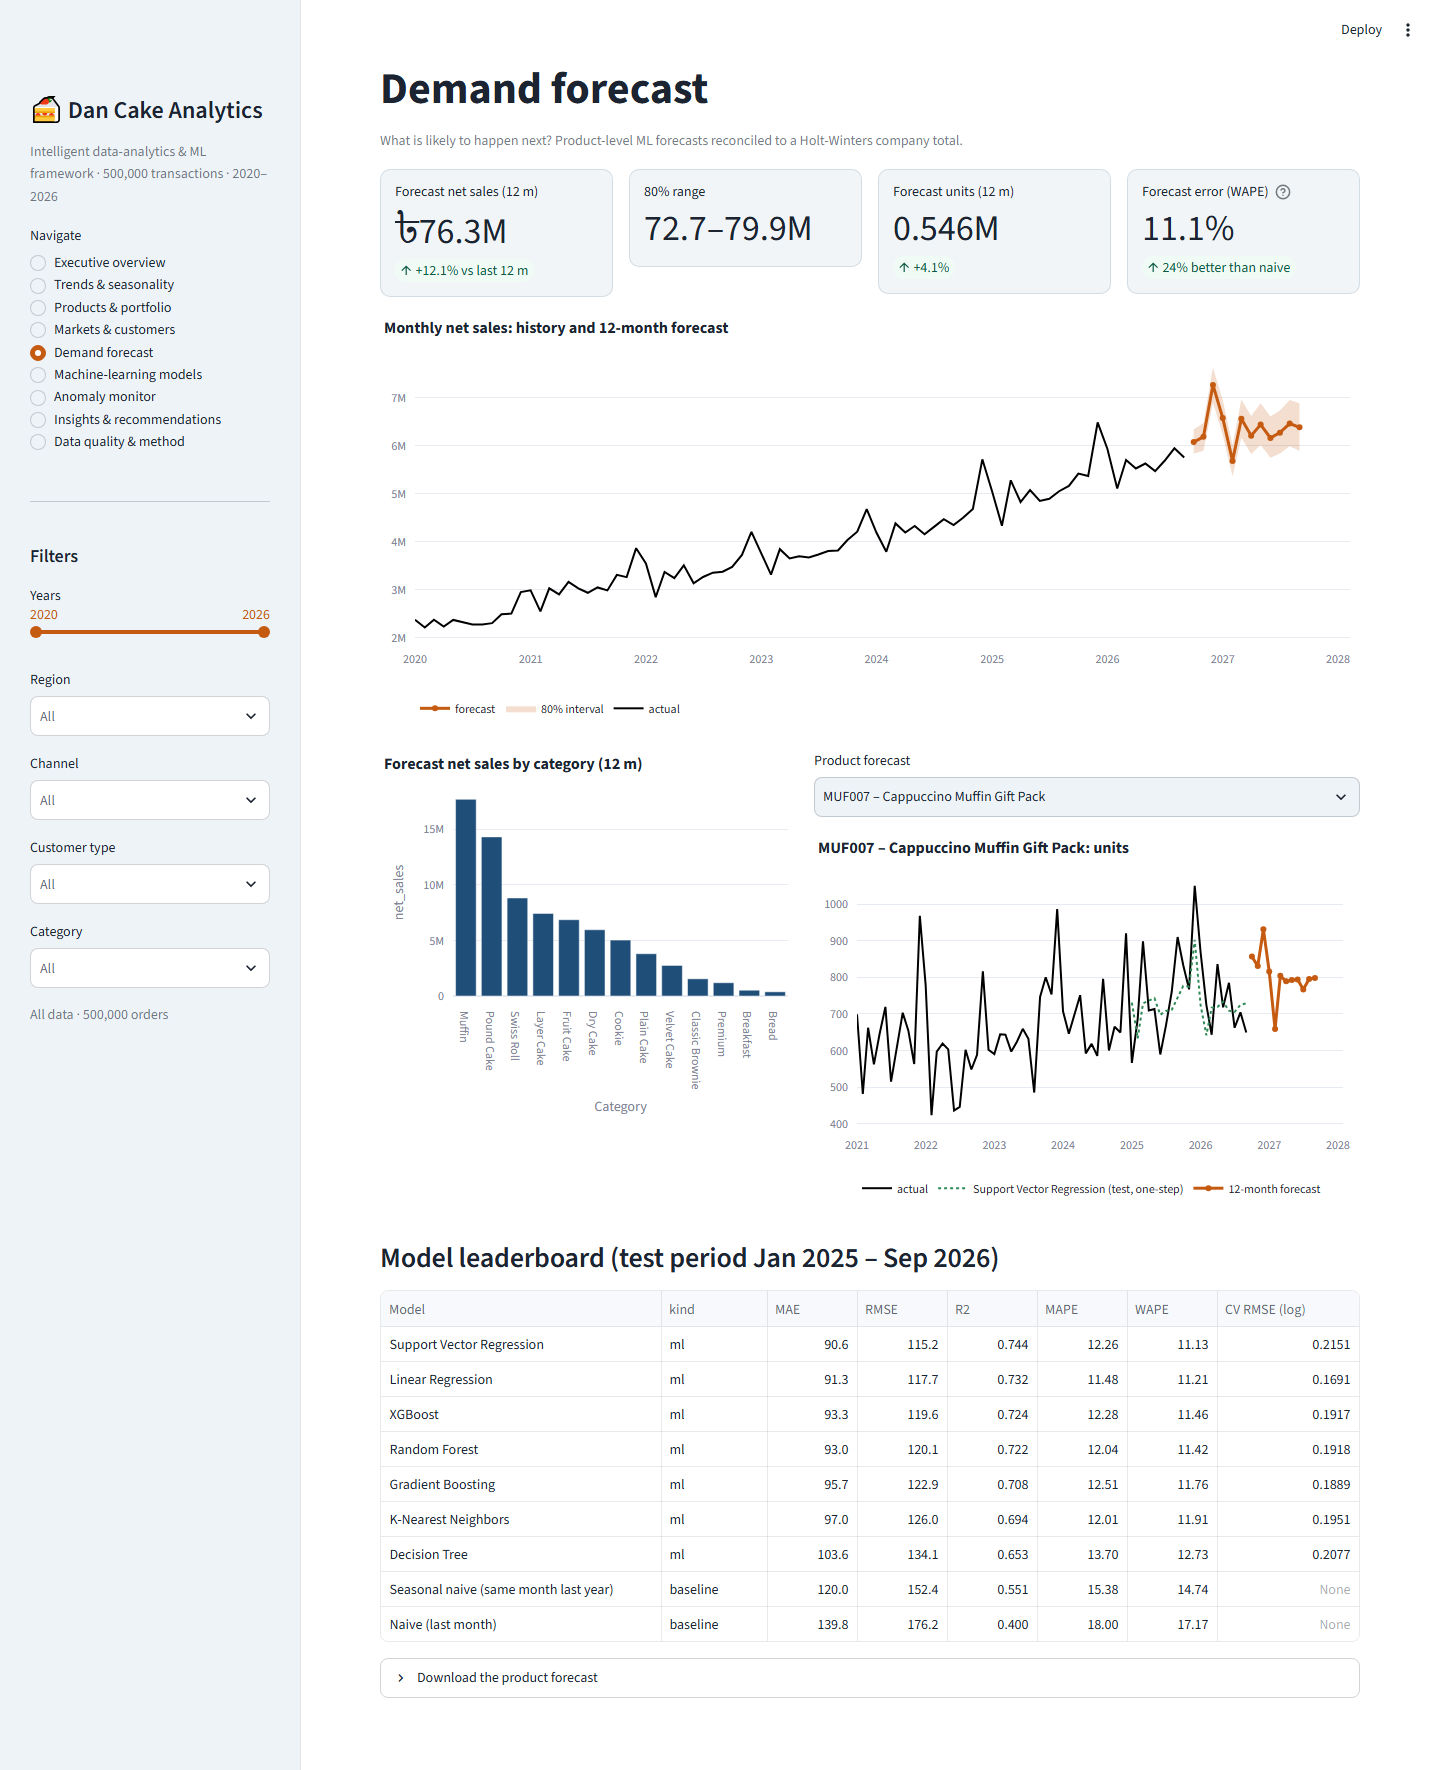 Deploy
Dan Cake Analytics
Intelligent data-analytics & ML
framework · 500,000 transactions · 2020–
2026
Navigate
Executive overview
Trends & seasonality
Products & portfolio
Markets & customers
Demand forecast
Machine-learning models
Anomaly monitor
Insights & recommendations
Data quality & method
Filters
Years
2020 2026
Region
All
Channel
All
Customer type
All
Category
All
All data · 500,000 orders
Demand forecast
What is likely to happen next? Product-level ML forecasts reconciled to a Holt-Winters company total.
Forecast net sales (12 m)
৳76.3M
↑ +12.1% vs last 12 m
80% range
72.7–79.9M
Forecast units (12 m)
0.546M
↑ +4.1%
Forecast error (WAPE)
11.1%
↑ 24% better than naive
Monthly net sales: history and 12-month forecast
7M
6M
5M
4M
3M
2M
2020 2021 2022 2023 2024 2025 2026 2027 2028
forecast 80% interval actual
Forecast net sales by category (12 m)
net_sales
15M
10M
5M
0
Muffin
Pound Cake
Swiss Roll
Layer Cake
Fruit Cake
Dry Cake
Cookie
Plain Cake
Velvet Cake
Classic Brownie
Premium
Breakfast
Bread
Category
Product forecast
MUF007 – Cappuccino Muffin Gift Pack
MUF007 – Cappuccino Muffin Gift Pack: units
1000
900
800
700
600
500
400
2021 2022 2023 2024 2025 2026 2027 2028
actual Support Vector Regression (test, one-step) 12-month forecast
Model leaderboard (test period Jan 2025 – Sep 2026)
Model kind MAE RMSE R2 MAPE WAPE CV RMSE (log)
Support Vector Regression ml 90.6 115.2 0.744 12.26 11.13 0.2151
Linear Regression ml 91.3 117.7 0.732 11.48 11.21 0.1691
XGBoost ml 93.3 119.6 0.724 12.28 11.46 0.1917
Random Forest ml 93.0 120.1 0.722 12.04 11.42 0.1918
Gradient Boosting ml 95.7 122.9 0.708 12.51 11.76 0.1889
K-Nearest Neighbors ml 97.0 126.0 0.694 12.01 11.91 0.1951
Decision Tree ml 103.6 134.1 0.653 13.70 12.73 0.2077
Seasonal naive (same month last year) baseline 120.0 152.4 0.551 15.38 14.74 None
Naive (last month) baseline 139.8 176.2 0.400 18.00 17.17 None
Download the product forecast